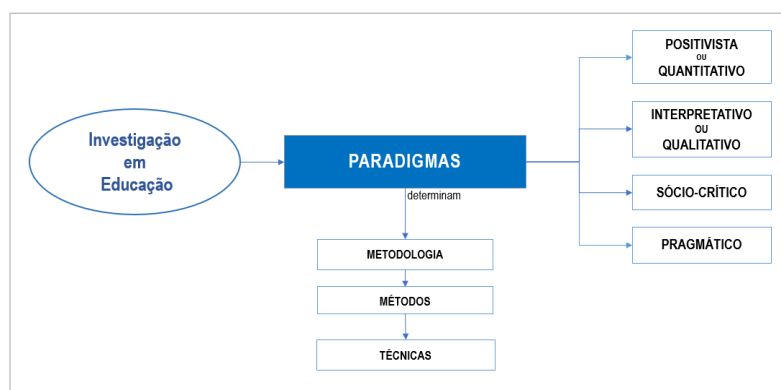 Investigação
em
Educação
PARADIGMAS
determinam
METODOLOGIA
MÉTODOS
TÉCNICAS
POSITIVISTA
OU
QUANTITATIVO
INTERPRETATIVO
OU
QUALITATIVO
SÓCIO-CRÍTICO
PRAGMÁTICO